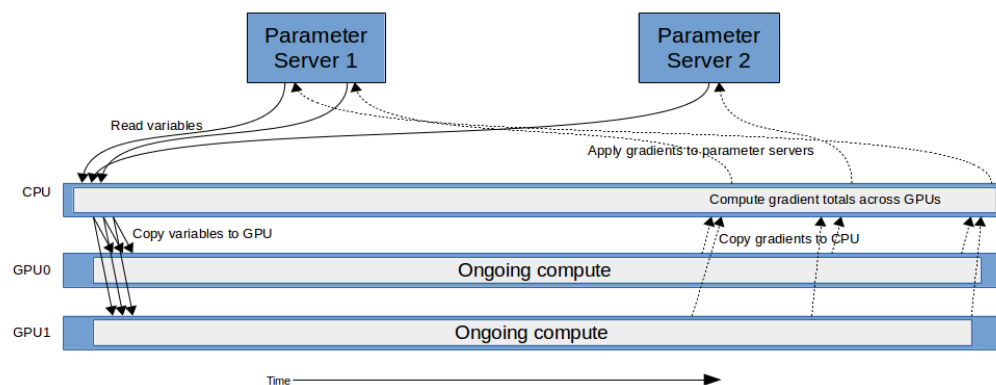 Parameter
Server 1
Parameter
Server 2
Read variables
Apply gradients to parameter servers
CPU
Compute gradient totals across GPUs
Copy variables to GPU
Copy gradients to CPU
GPU0
Ongoing compute
GPU1
Ongoing compute
Time